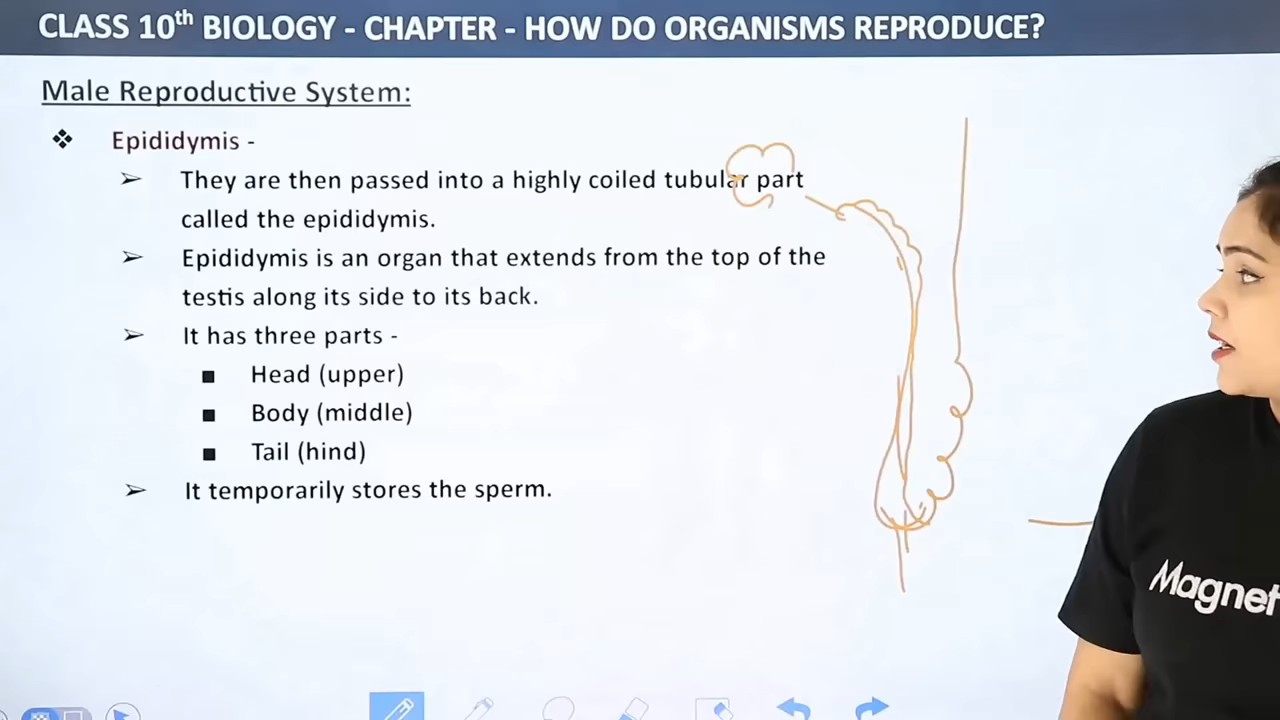 CLASS 10th BIOLOGY - CHAPTER - HOW DO ORGANISMS REPRODUCE?
Male Reproductive System:
❖ Epididymis -
➢ They are then passed into a highly coiled tubular part
called the epididymis.
➢ Epididymis is an organ that extends from the top of the
testis along its side to its back.
➢ It has three parts -
■ Head (upper)
■ Body (middle)
■ Tail (hind)
➢ It temporarily stores the sperm.